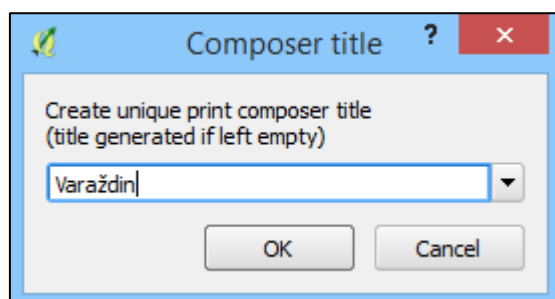 Composer title ? ×
Create unique print composer title
(title generated if left empty)
Varaždin
OK Cancel